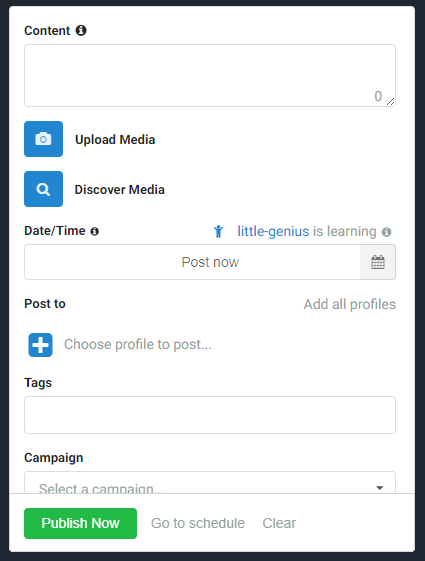 Content
0
Upload Media
Discover Media
Date/Time
little-genius is learning
Post now
Post to
Add all profiles
Choose profile to post...
Tags
Campaign
Select a campaign...
Publish Now
Go to schedule
Clear